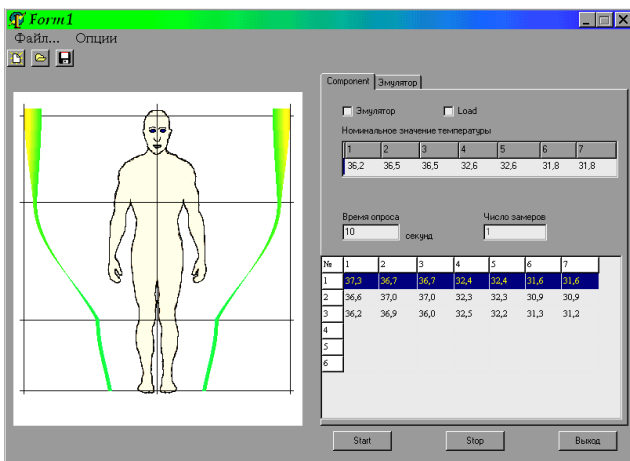 Form1
Файл... Опции
Component Эмулятор
Эмулятор Load
Номинальное значение температуры
1 2 3 4 5 6 7
36,2 36,5 36,5 32,6 32,6 31,8 31,8
Время опроса Число замеров
10 секунд 1
№ 1 2 3 4 5 6 7
1 37,3 36,7 36,7 32,4 32,4 31,6 31,6
2 36,6 37,0 37,0 32,3 32,3 30,9 30,9
3 36,2 36,9 36,0 32,5 32,2 31,3 31,2
4
5
6
Start Stop Выход